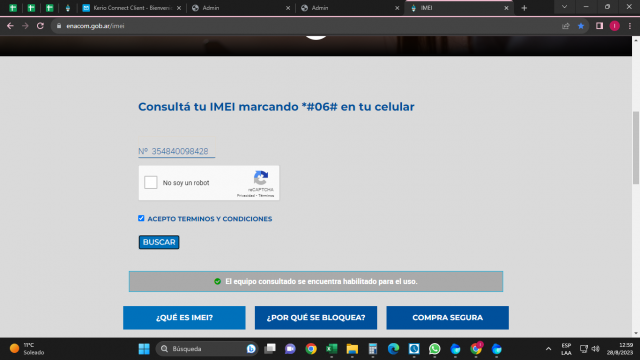 Kerio Connect Client - Bienveni
Admin
Admin
IMEI
enacom.gob.ar/imei
Consultá tu IMEI marcando *#06# en tu celular
Nº 354840098428
No soy un robot
reCAPTCHA
Privacidad - Términos
ACEPTO TERMINOS Y CONDICIONES
BUSCAR
El equipo consultado se encuentra habilitado para el uso.
¿QUÉ ES IMEI?
¿POR QUÉ SE BLOQUEA?
COMPRA SEGURA
11°C
Soleado
Búsqueda
ESP
LAA
12:59
28/8/2023